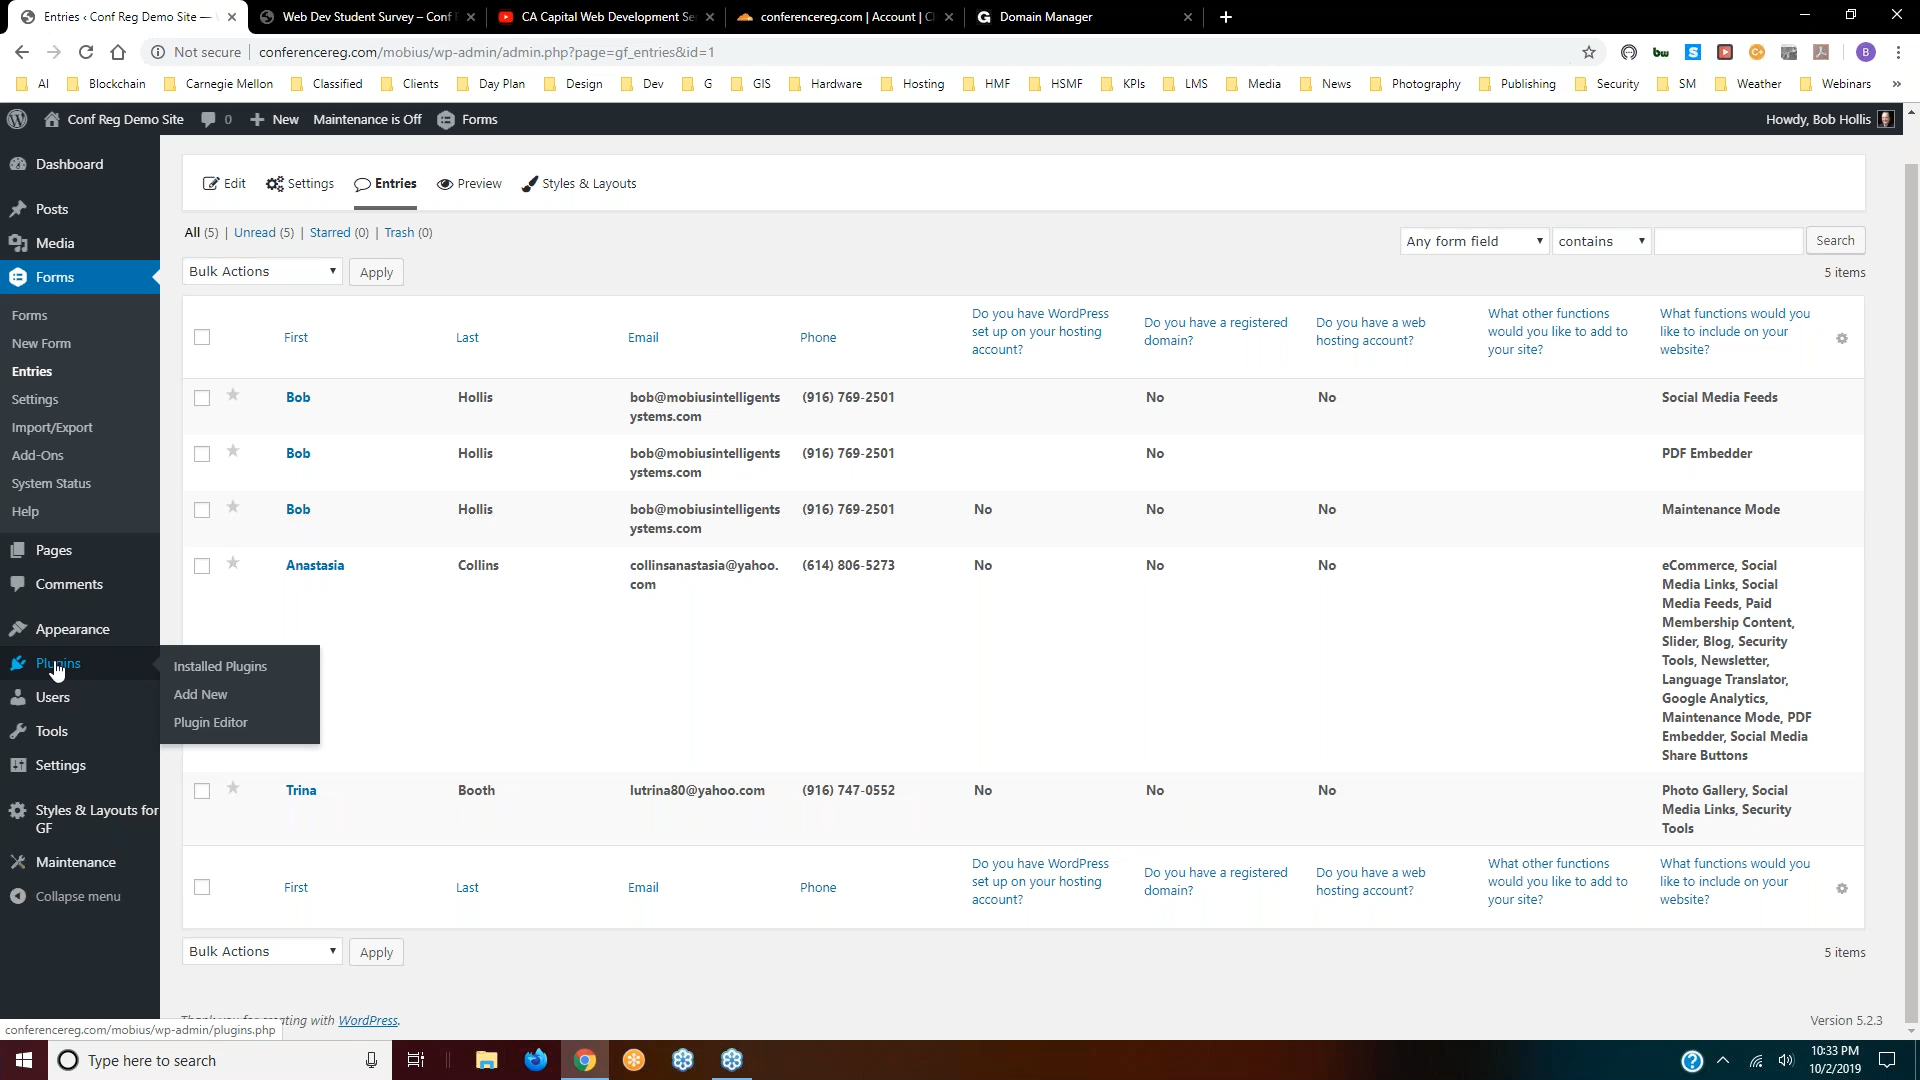 Entries ‹ Conf Reg Demo Site —
Web Dev Student Survey – Conf
CA Capital Web Development Se
conferencereg.com | Account | Cl
Domain Manager
Not secure
conferencereg.com/mobius/wp-admin/admin.php?page=gf_entries&id=1
B
AI
Blockchain
Carnegie Mellon
Classified
Clients
Day Plan
Design
Dev
G
GIS
Hardware
Hosting
HMF
HSMF
KPIs
LMS
Media
News
Photography
Publishing
Security
SM
Weather
Webinars
»
Conf Reg Demo Site
0
New
Maintenance is Off
Forms
Howdy, Bob Hollis
Dashboard
Posts
Media
Forms
Forms
New Form
Entries
Settings
Import/Export
Add-Ons
System Status
Help
Pages
Comments
Appearance
Plugins
Users
Tools
Settings
Styles & Layouts for
GF
Maintenance
Collapse menu
Installed Plugins
Add New
Plugin Editor
Edit
Settings
Entries
Preview
Styles & Layouts
All (5) | Unread (5) | Starred (0) | Trash (0)
Any form field
contains
Search
Bulk Actions
Apply
5 items
First
Last
Email
Phone
Do you have WordPress
set up on your hosting
account?
Do you have a registered
domain?
Do you have a web
hosting account?
What other functions
would you like to add to
your site?
What functions would you
like to include on your
website?
Bob
Hollis
bob@mobiusintelligents
ystems.com
(916) 769-2501
No
No
Social Media Feeds
Bob
Hollis
bob@mobiusintelligents
ystems.com
(916) 769-2501
No
PDF Embedder
Bob
Hollis
bob@mobiusintelligents
ystems.com
(916) 769-2501
No
No
No
Maintenance Mode
Anastasia
Collins
collinsanastasia@yahoo.
com
(614) 806-5273
No
No
No
eCommerce, Social
Media Links, Social
Media Feeds, Paid
Membership Content,
Slider, Blog, Security
Tools, Newsletter,
Language Translator,
Google Analytics,
Maintenance Mode, PDF
Embedder, Social Media
Share Buttons
Trina
Booth
lutrina80@yahoo.com
(916) 747-0552
No
No
No
Photo Gallery, Social
Media Links, Security
Tools
First
Last
Email
Phone
Do you have WordPress
set up on your hosting
account?
Do you have a registered
domain?
Do you have a web
hosting account?
What other functions
would you like to add to
your site?
What functions would you
like to include on your
website?
Bulk Actions
Apply
5 items
Thank you for creating with WordPress.
Version 5.2.3
conferencereg.com/mobius/wp-admin/plugins.php
Type here to search
10:33 PM
10/2/2019